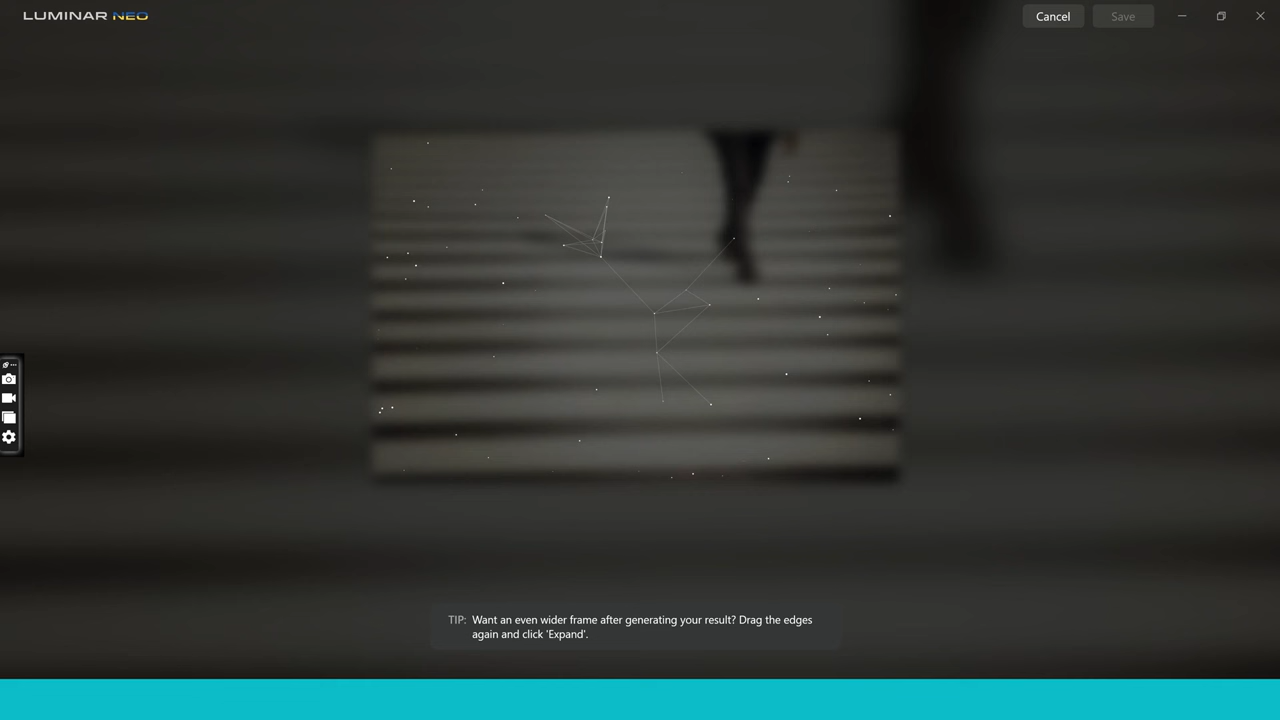 LUMINAR NEO
Cancel
Save
TIP: Want an even wider frame after generating your result? Drag the edges
again and click 'Expand'.